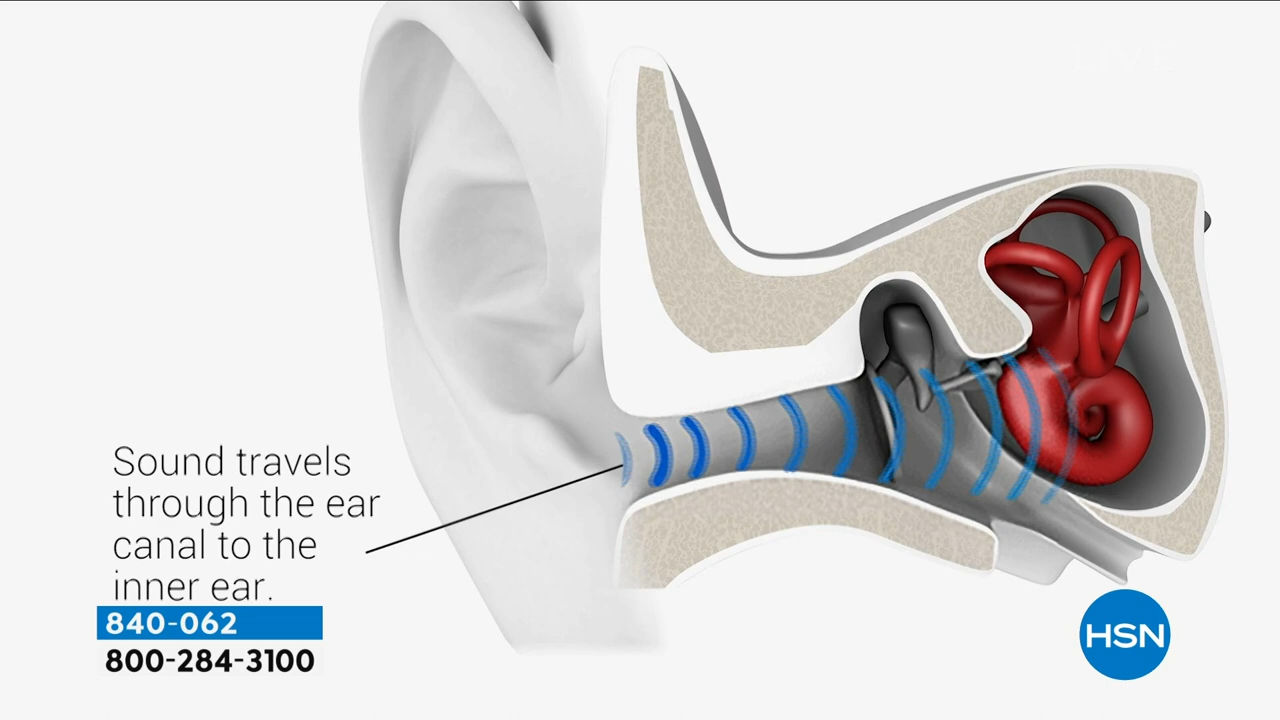 Sound travels
through the ear
canal to the
inner ear.
840-062
800-284-3100
HSN